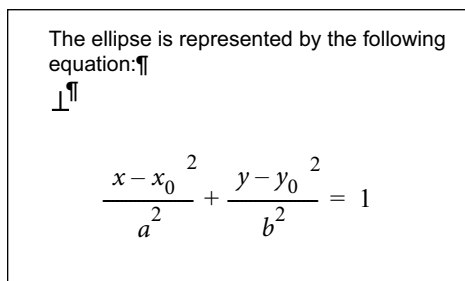 The ellipse is represented by the following
equation:¶
⊥¶
x – x₀ ² / a² + y – y₀ ² / b² = 1